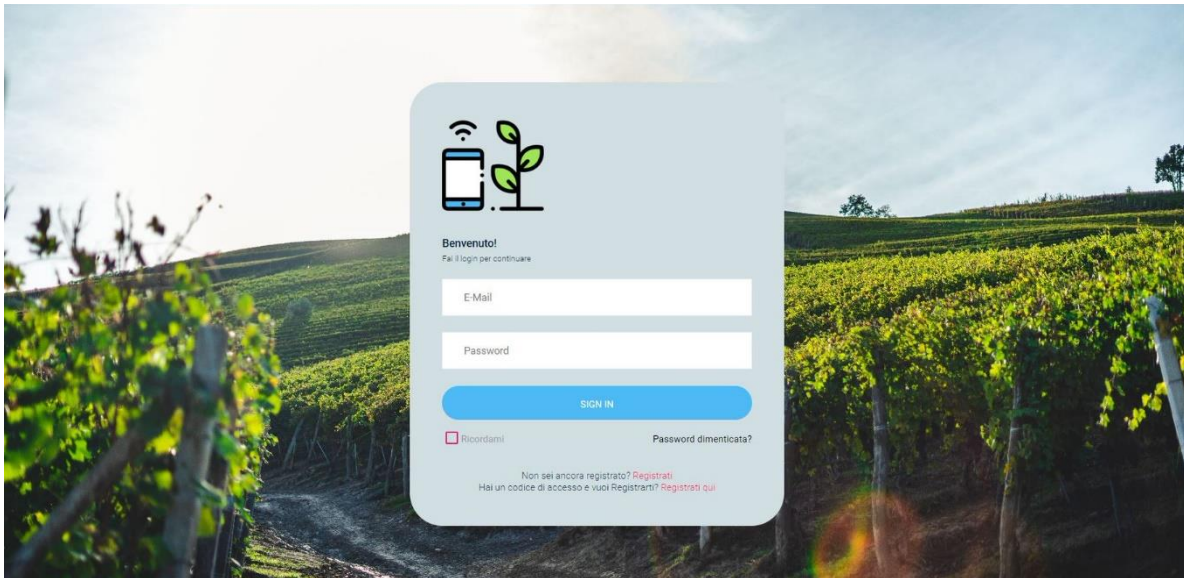 Benvenuto!
Fai il login per continuare
E-Mail
Password
SIGN IN
Ricordami
Password dimenticata?
Non sei ancora registrato? Registrati
Hai un codice di accesso e vuoi Registrarti? Registrati qui